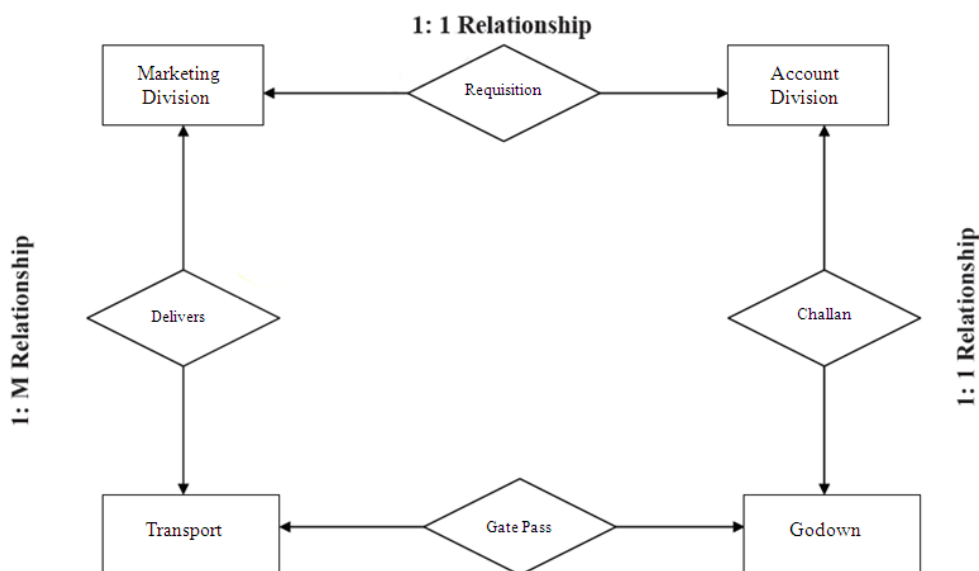 1: 1 Relationship
Marketing
Division
Requisition
Account
Division
1: M Relationship
Delivers
Challan
1: 1 Relationship
Transport
Gate Pass
Godown